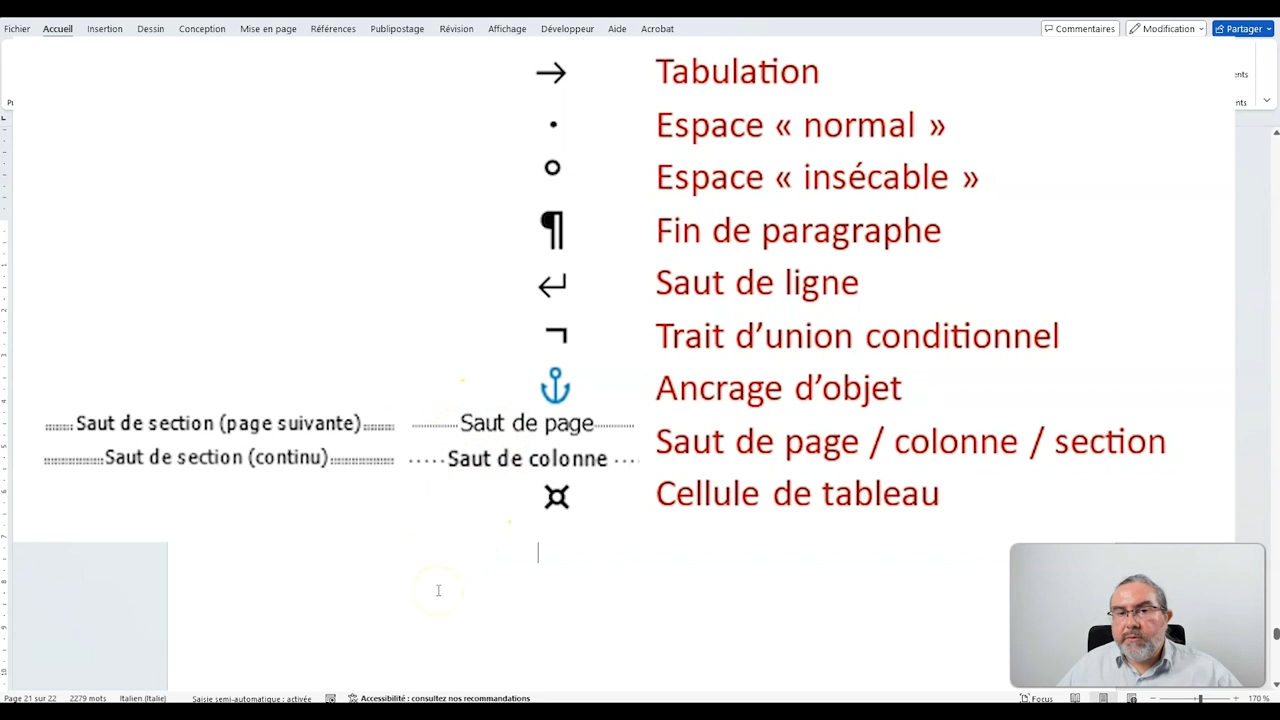 Fichier Accueil Insertion Dessin Conception Mise en page Références Publipostage Révision Affichage Développeur Aide Acrobat Commentaires Modification Partager
→ Tabulation
· Espace « normal »
° Espace « insécable »
¶ Fin de paragraphe
↵ Saut de ligne
¬ Trait d’union conditionnel
⚓ Ancrage d’objet
Saut de section (page suivante) Saut de page
Saut de page / colonne / section
Saut de section (continu) Saut de colonne
¤ Cellule de tableau
Page 21 sur 22 2279 mots Italien (Italie) Saisie semi-automatique : activée Accessibilité : consultez nos recommandations Focus 170 %